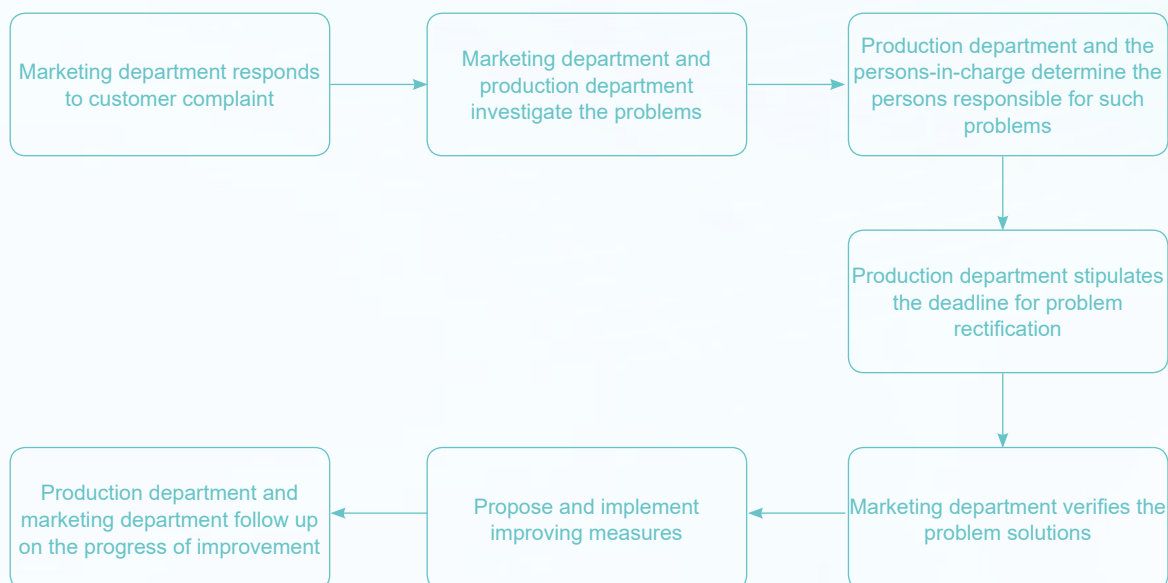 Marketing department responds
to customer complaint
Marketing department and
production department
investigate the problems
Production department and the
persons-in-charge determine the
persons responsible for such
problems
Production department stipulates
the deadline for problem
rectification
Marketing department verifies the
problem solutions
Propose and implement
improving measures
Production department and
marketing department follow up
on the progress of improvement